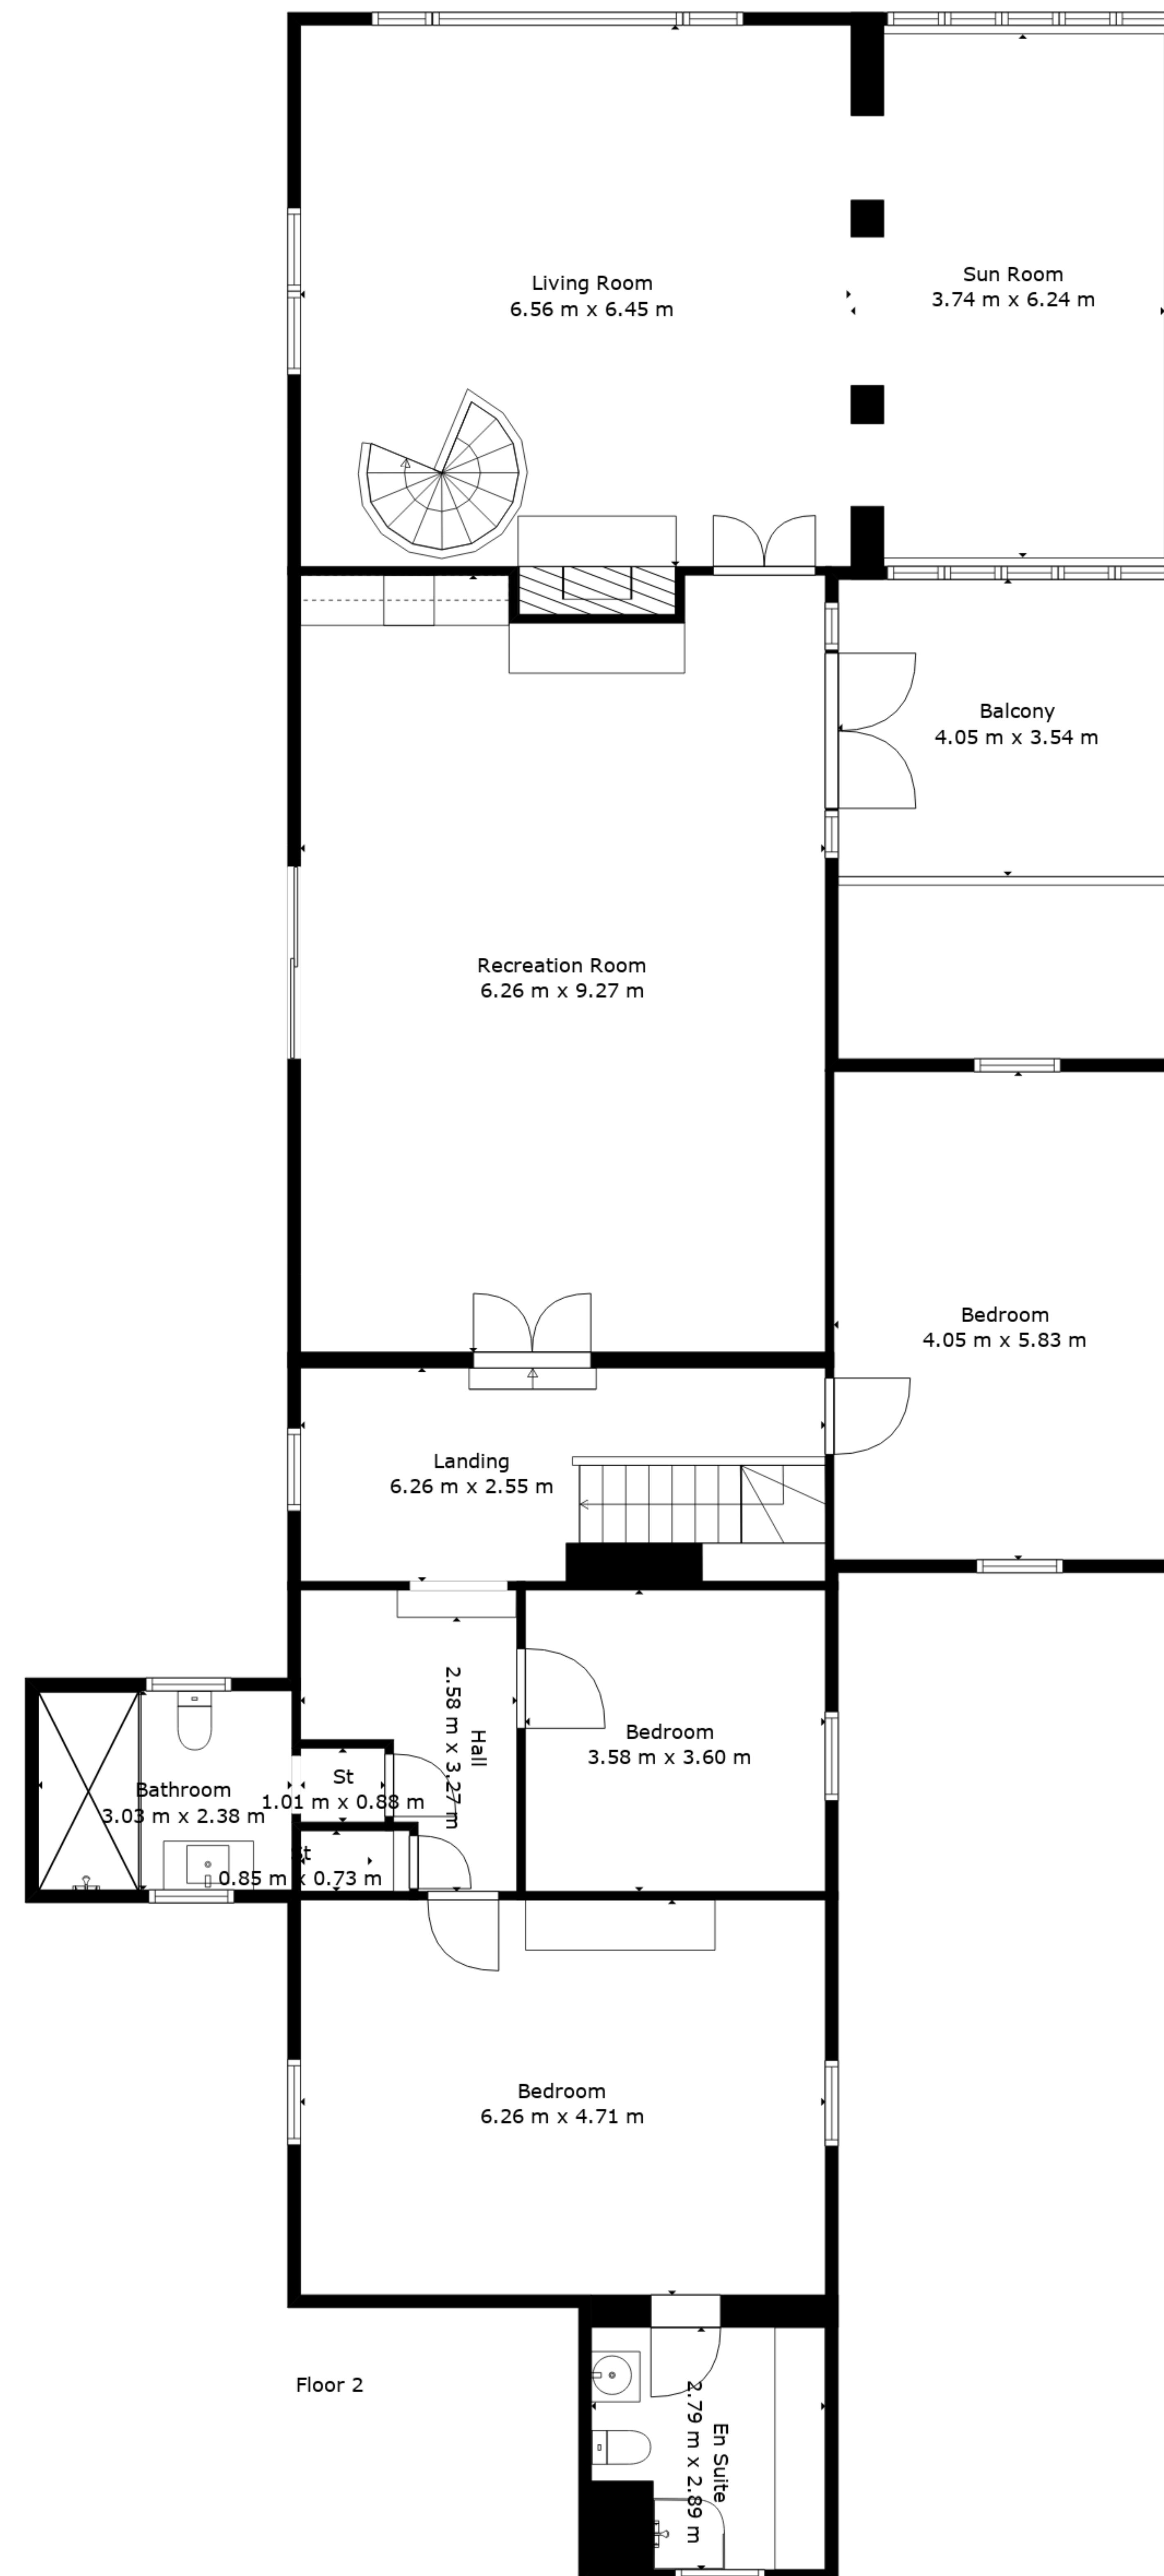 Living Room
6.56 m x 6.45 m
Sun Room
3.74 m x 6.24 m
Balcony
4.05 m x 3.54 m
Recreation Room
6.26 m x 9.27 m
Bedroom
4.05 m x 5.83 m
Landing
6.26 m x 2.55 m
Hall
2.58 m x 3.27 m
Bedroom
3.58 m x 3.60 m
Bathroom
3.03 m x 2.38 m
St
1.01 m x 0.88 m
St
0.85 m x 0.73 m
Bedroom
6.26 m x 4.71 m
Floor 2
En Suite
2.79 m x 2.89 m